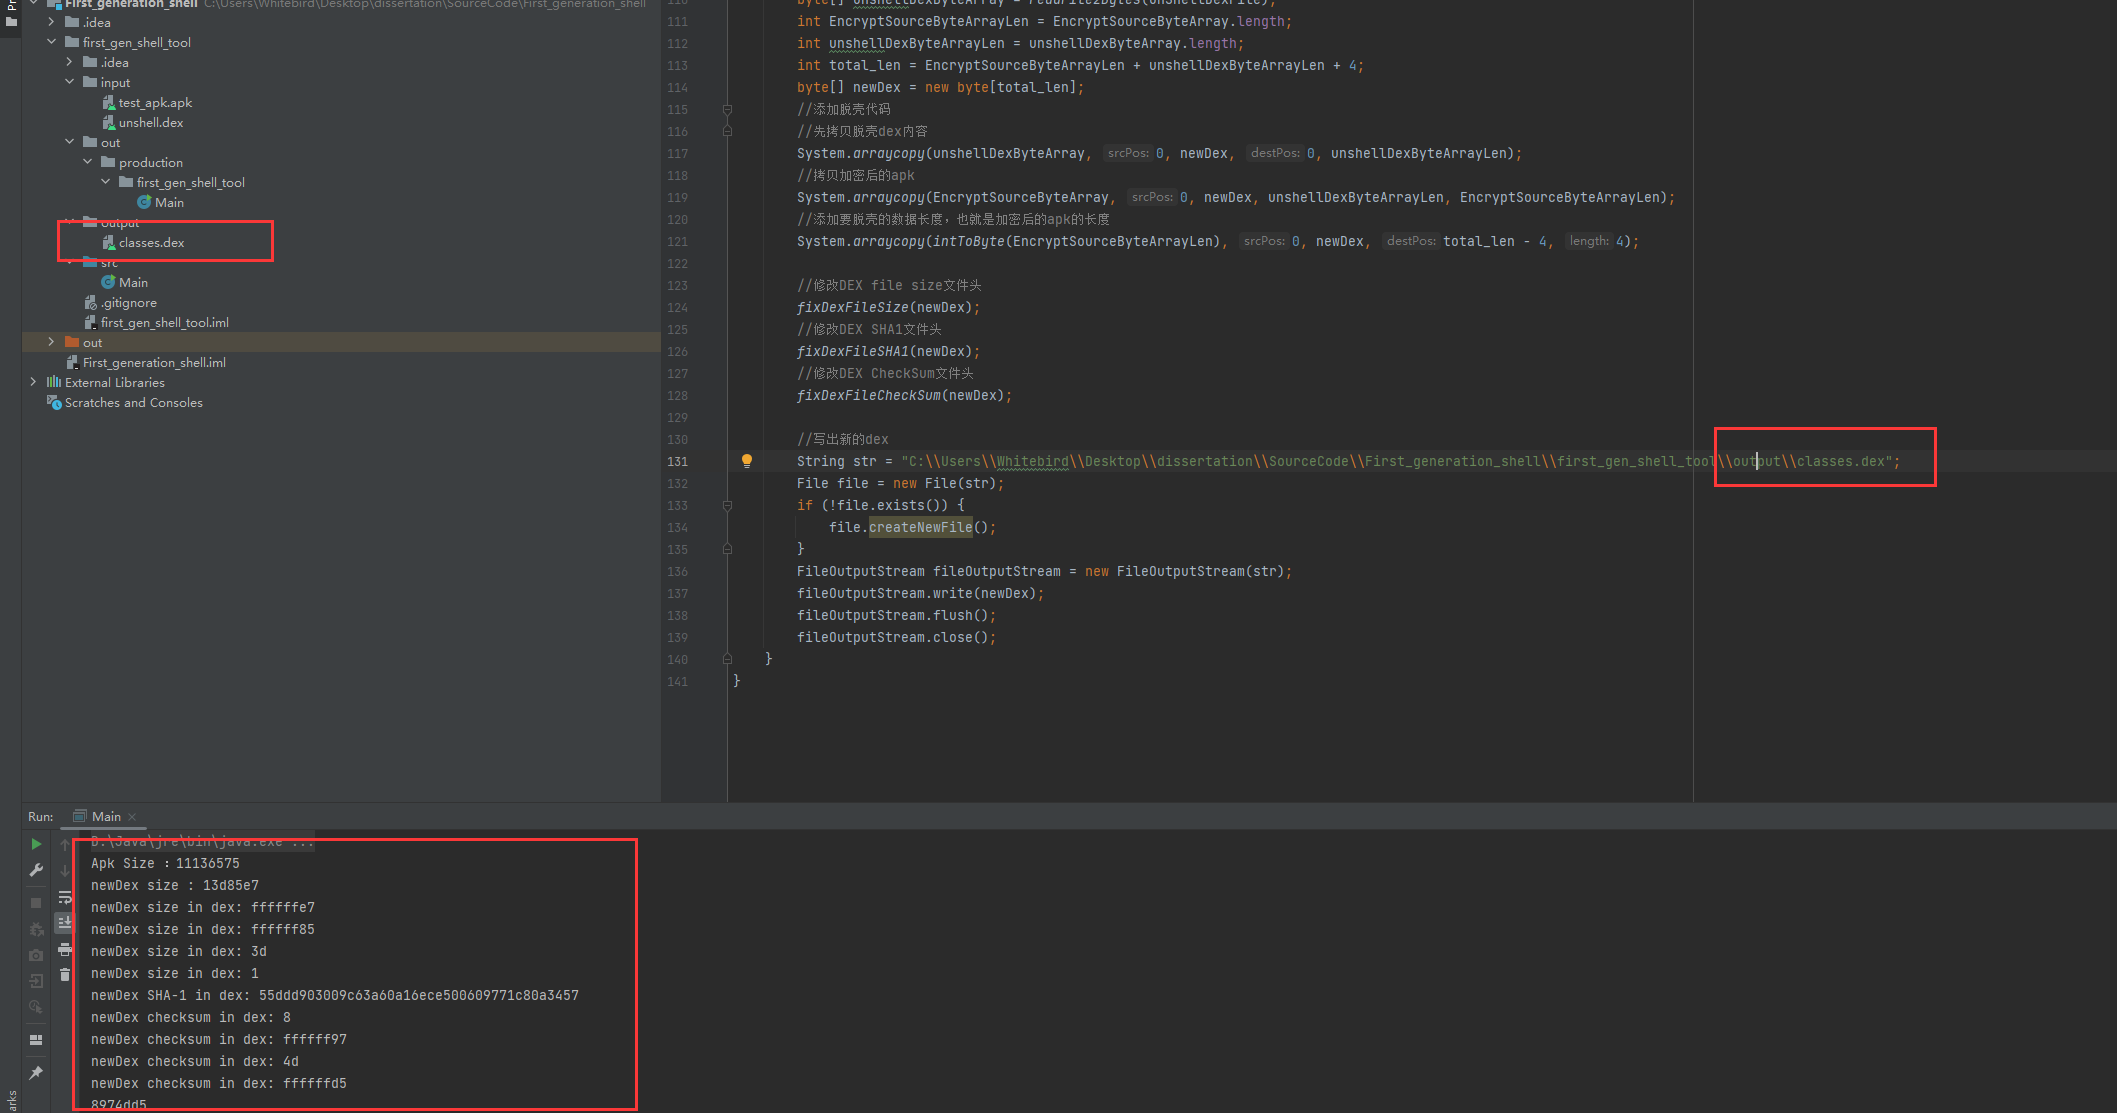 First_generation_shell C:\Users\Whitebird\Desktop\dissertation\SourceCode\First_generation_shell
.idea
first_gen_shell_tool
.idea
input
test_apk.apk
unshell.dex
out
production
first_gen_shell_tool
Main
output
classes.dex
src
Main
.gitignore
first_gen_shell_tool.iml
out
First_generation_shell.iml
External Libraries
Scratches and Consoles
110 byte[] unshellDexByteArray = readFile2Bytes(unShellDexFile);
111 int EncryptSourceByteArrayLen = EncryptSourceByteArray.length;
112 int unshellDexByteArrayLen = unshellDexByteArray.length;
113 int total_len = EncryptSourceByteArrayLen + unshellDexByteArrayLen + 4;
114 byte[] newDex = new byte[total_len];
115 //添加脱壳代码
116 //先拷贝脱壳dex内容
117 System.arraycopy(unshellDexByteArray, srcPos: 0, newDex, destPos: 0, unshellDexByteArrayLen);
118 //拷贝加密后的apk
119 System.arraycopy(EncryptSourceByteArray, srcPos: 0, newDex, unshellDexByteArrayLen, EncryptSourceByteArrayLen);
120 //添加要脱壳的数据长度，也就是加密后的apk的长度
121 System.arraycopy(intToByte(EncryptSourceByteArrayLen), srcPos: 0, newDex, destPos: total_len - 4, length: 4);
122
123 //修改DEX file size文件头
124 fixDexFileSize(newDex);
125 //修改DEX SHA1文件头
126 fixDexFileSHA1(newDex);
127 //修改DEX CheckSum文件头
128 fixDexFileCheckSum(newDex);
129
130 //写出新的dex
131 String str = "C:\\Users\\Whitebird\\Desktop\\dissertation\\SourceCode\\First_generation_shell\\first_gen_shell_tool\\output\\classes.dex";
132 File file = new File(str);
133 if (!file.exists()) {
134 file.createNewFile();
135 }
136 FileOutputStream fileOutputStream = new FileOutputStream(str);
137 fileOutputStream.write(newDex);
138 fileOutputStream.flush();
139 fileOutputStream.close();
140 }
141 }
Run: Main
D:\Java\jre\bin\java.exe ...
Apk Size : 11136575
newDex size : 13d85e7
newDex size in dex: ffffffe7
newDex size in dex: ffffff85
newDex size in dex: 3d
newDex size in dex: 1
newDex SHA-1 in dex: 55ddd903009c63a60a16ece500609771c80a3457
newDex checksum in dex: 8
newDex checksum in dex: ffffff97
newDex checksum in dex: 4d
newDex checksum in dex: ffffffd5
8974dd5